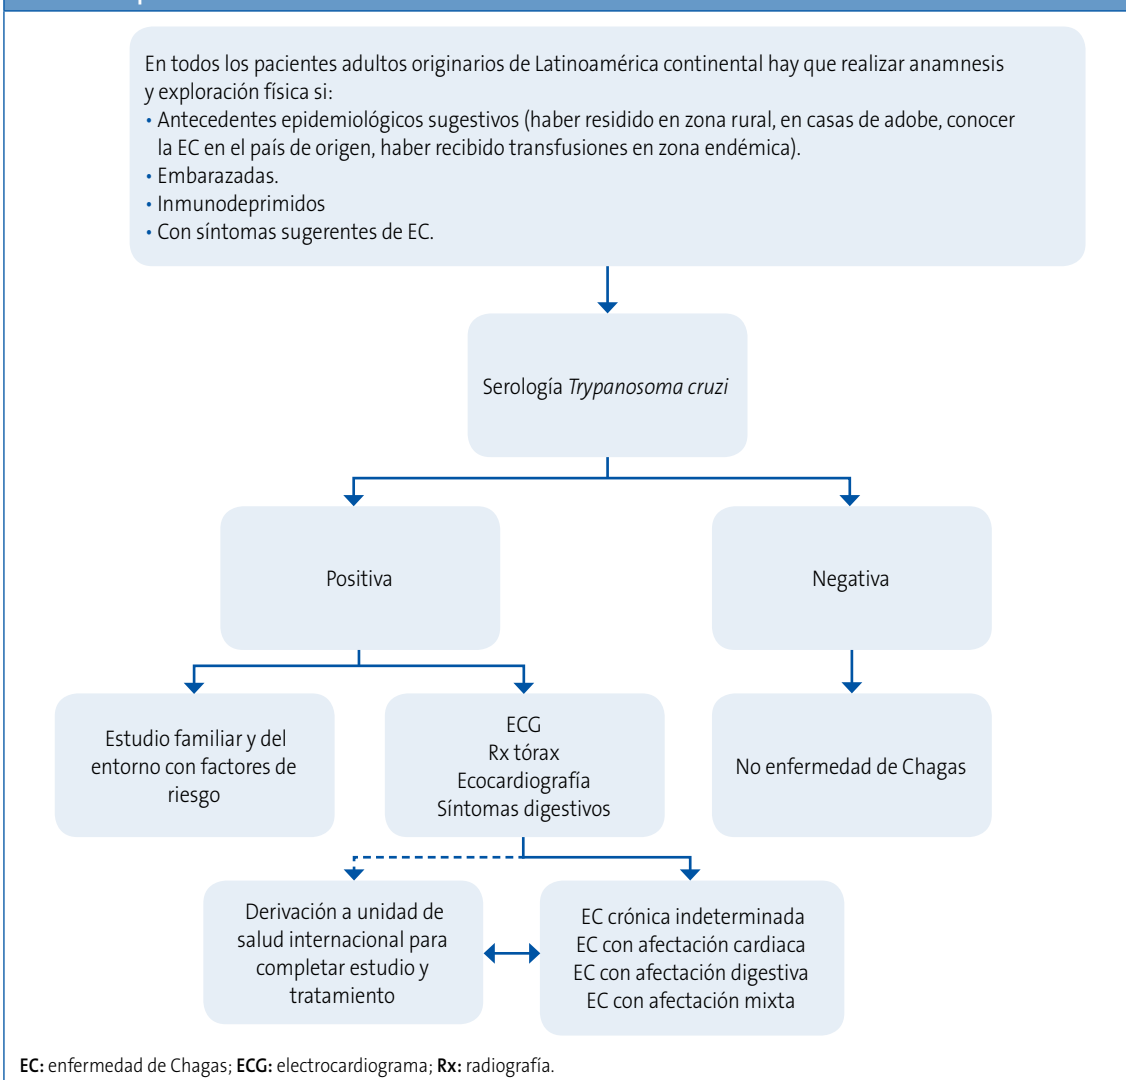 En todos los pacientes adultos originarios de Latinoamérica continental hay que realizar anamnesis
y exploración física si:
• Antecedentes epidemiológicos sugestivos (haber residido en zona rural, en casas de adobe, conocer
la EC en el país de origen, haber recibido transfusiones en zona endémica).
• Embarazadas.
• Inmunodeprimidos
• Con síntomas sugerentes de EC.
Serología Trypanosoma cruzi
Positiva
Negativa
Estudio familiar y del
entorno con factores de
riesgo
ECG
Rx tórax
Ecocardiografía
Síntomas digestivos
No enfermedad de Chagas
Derivación a unidad de
salud internacional para
completar estudio y
tratamiento
EC crónica indeterminada
EC con afectación cardiaca
EC con afectación digestiva
EC con afectación mixta
EC: enfermedad de Chagas; ECG: electrocardiograma; Rx: radiografía.